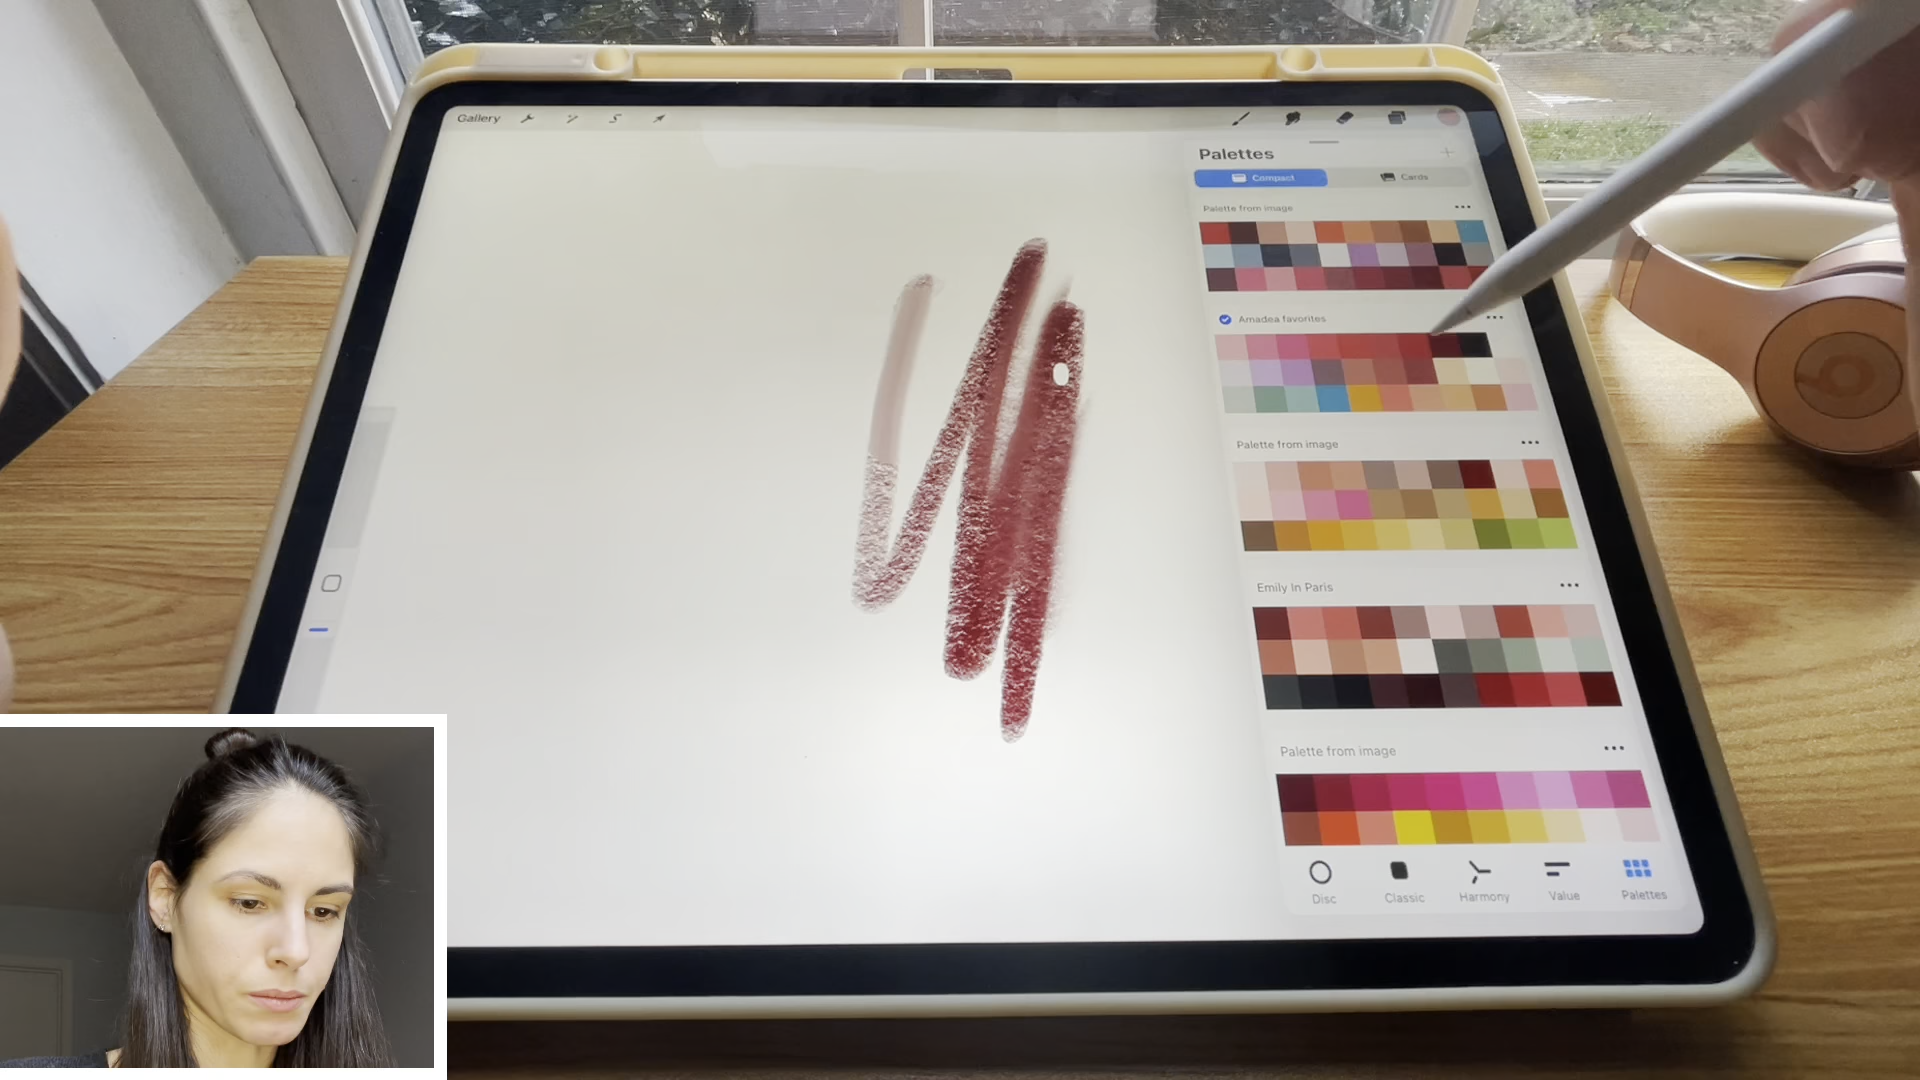 Gallery
Palettes
Compact
Cards
Palette from image
Amadea favorites
Palette from image
Emily In Paris
Palette from image
Disc
Classic
Harmony
Value
Palettes